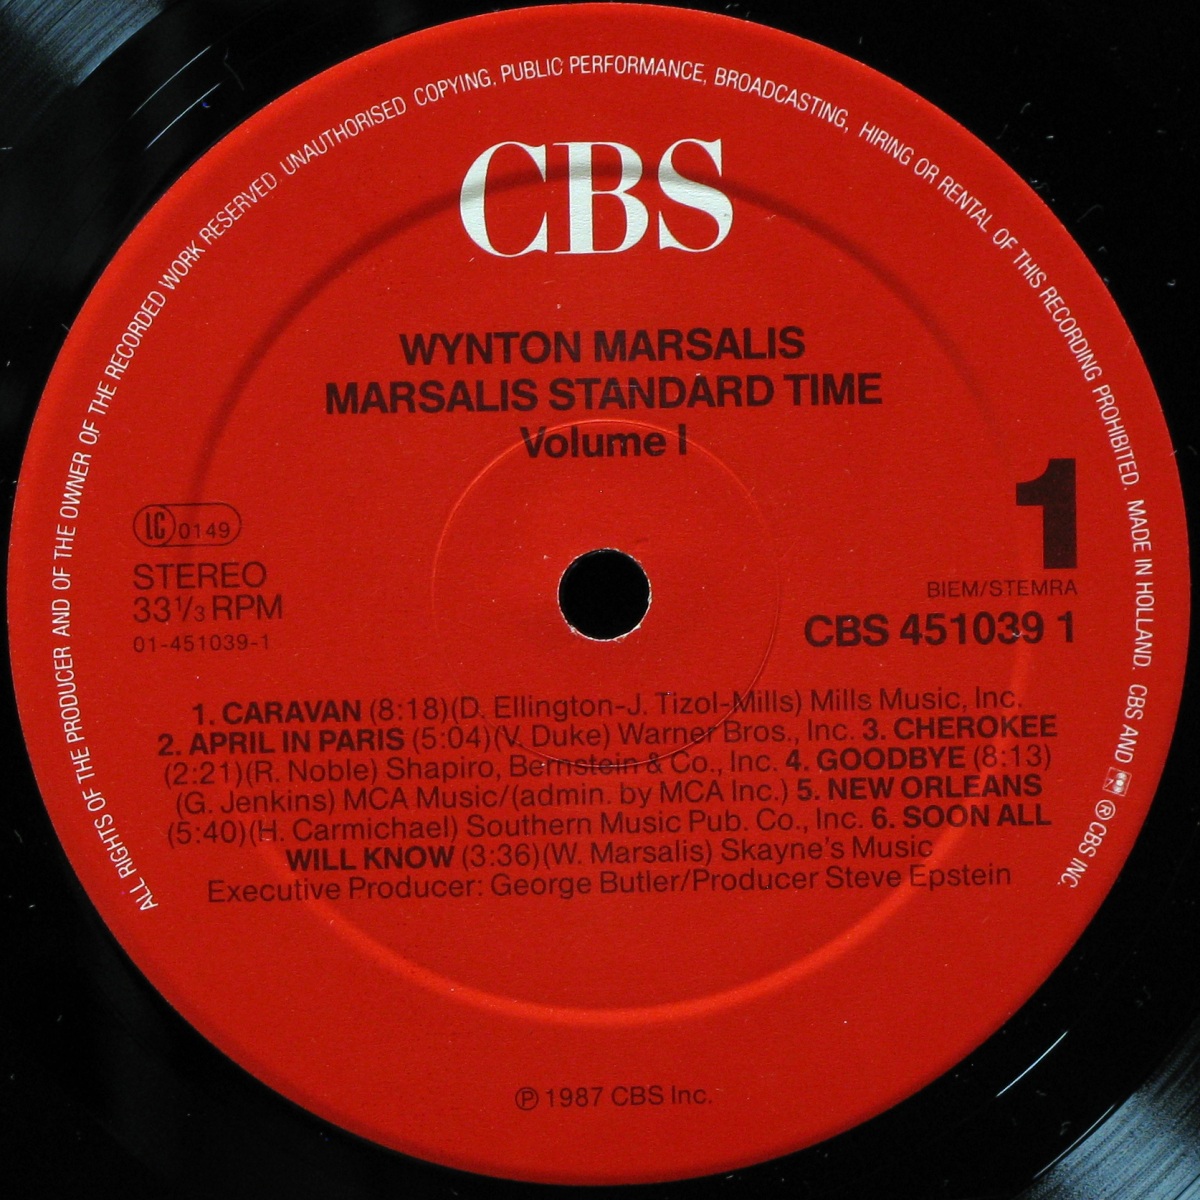 ALL RIGHTS OF THE PRODUCER AND OF THE OWNER OF THE RECORDED WORK RESERVED. UNAUTHORISED COPYING, PUBLIC PERFORMANCE, BROADCASTING, HIRING OR RENTAL OF THIS RECORDING PROHIBITED. MADE IN HOLLAND. CBS AND ® CBS INC.
CBS
WYNTON MARSALIS
MARSALIS STANDARD TIME
Volume I
LC 0149
STEREO
33 1/3 RPM
01-451039-1
1
BIEM/STEMRA
CBS 451039 1
1. CARAVAN (8:18)(D. Ellington-J. Tizol-Mills) Mills Music, Inc.
2. APRIL IN PARIS (5:04)(V. Duke) Warner Bros., Inc. 3. CHEROKEE
(2:21)(R. Noble) Shapiro, Bernstein & Co., Inc. 4. GOODBYE (8:13)
(G. Jenkins) MCA Music/(admin. by MCA Inc.) 5. NEW ORLEANS
(5:40)(H. Carmichael) Southern Music Pub. Co., Inc. 6. SOON ALL
WILL KNOW (3:36)(W. Marsalis) Skayne's Music
Executive Producer: George Butler/Producer Steve Epstein
℗ 1987 CBS Inc.